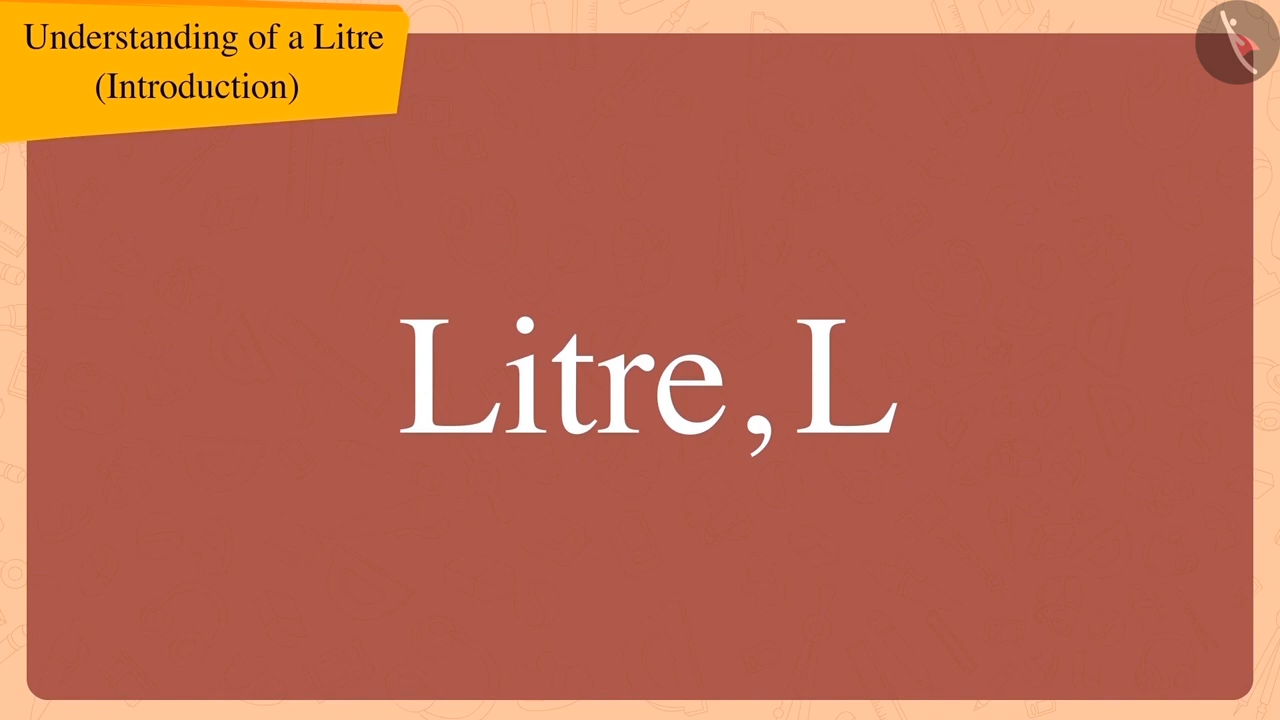 Understanding of a Litre
(Introduction)
Litre, L